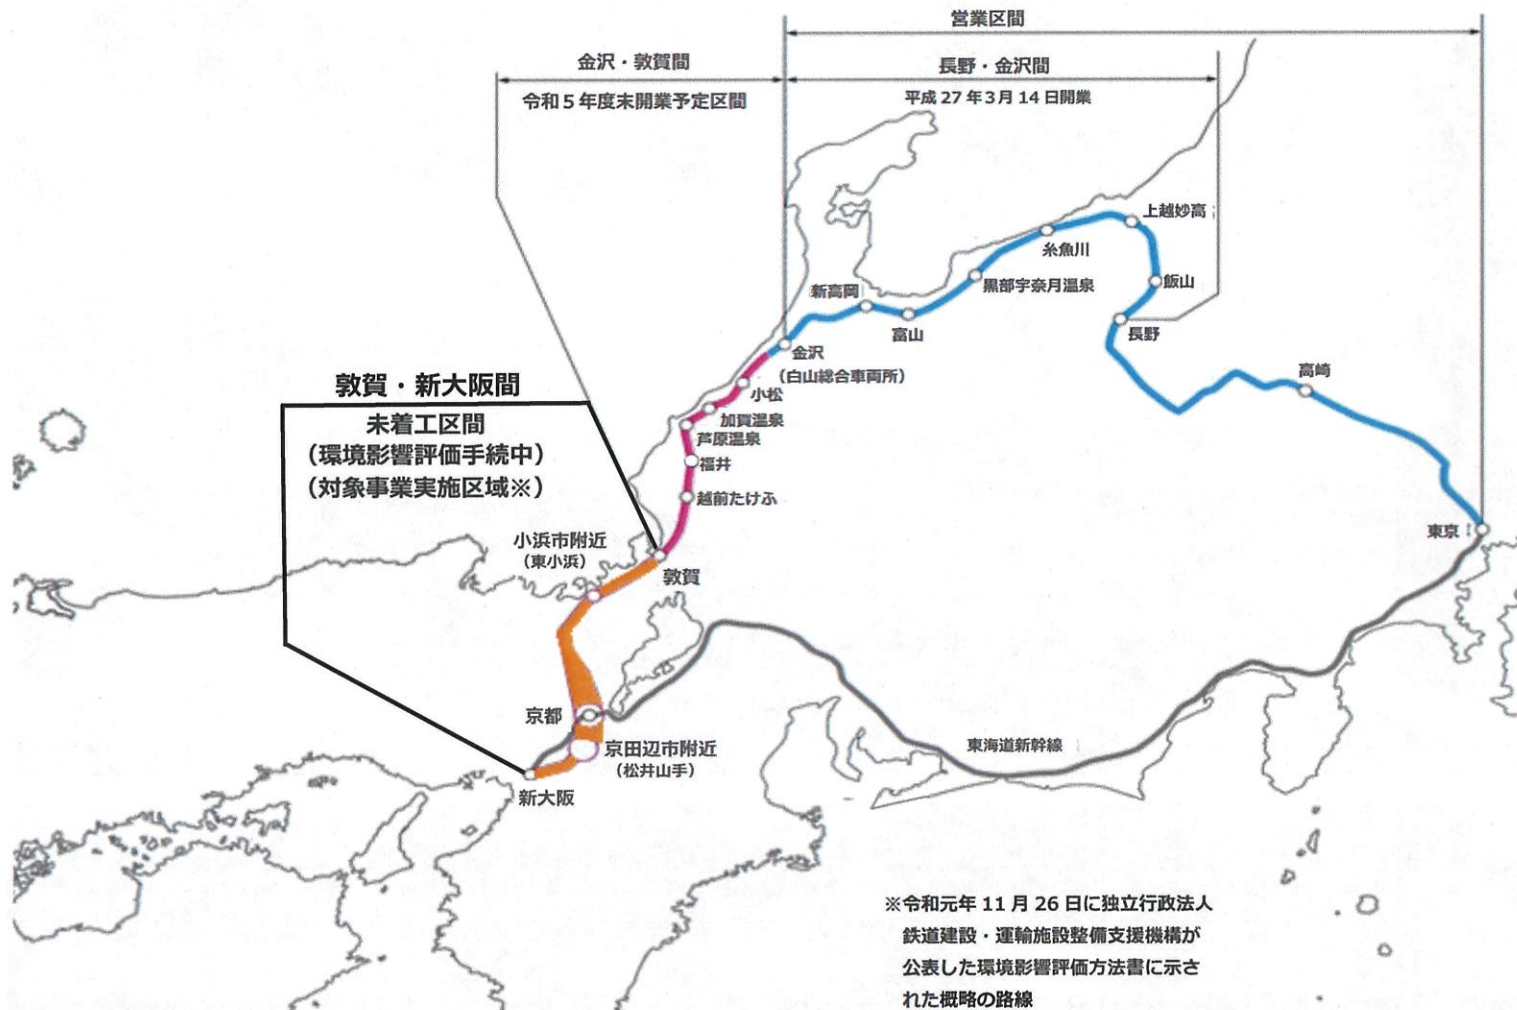 営業区間
金沢・敦賀間
長野・金沢間
令和5年度末開業予定区間
平成27年3月14日開業
上越妙高
糸魚川
黒部宇奈月温泉
飯山
新高岡
富山
長野
金沢
(白山総合車両所)
高崎
小松
加賀温泉
芦原温泉
福井
越前たけふ
敦賀・新大阪間
未着工区間
(環境影響評価手続中)
(対象事業実施区域※)
東京
小浜市附近
(東小浜)
敦賀
京都
京田辺市附近
(松井山手)
東海道新幹線
新大阪
※令和元年11月26日に独立行政法人
鉄道建設・運輸施設整備支援機構が
公表した環境影響評価方法書に示さ
れた概略の路線